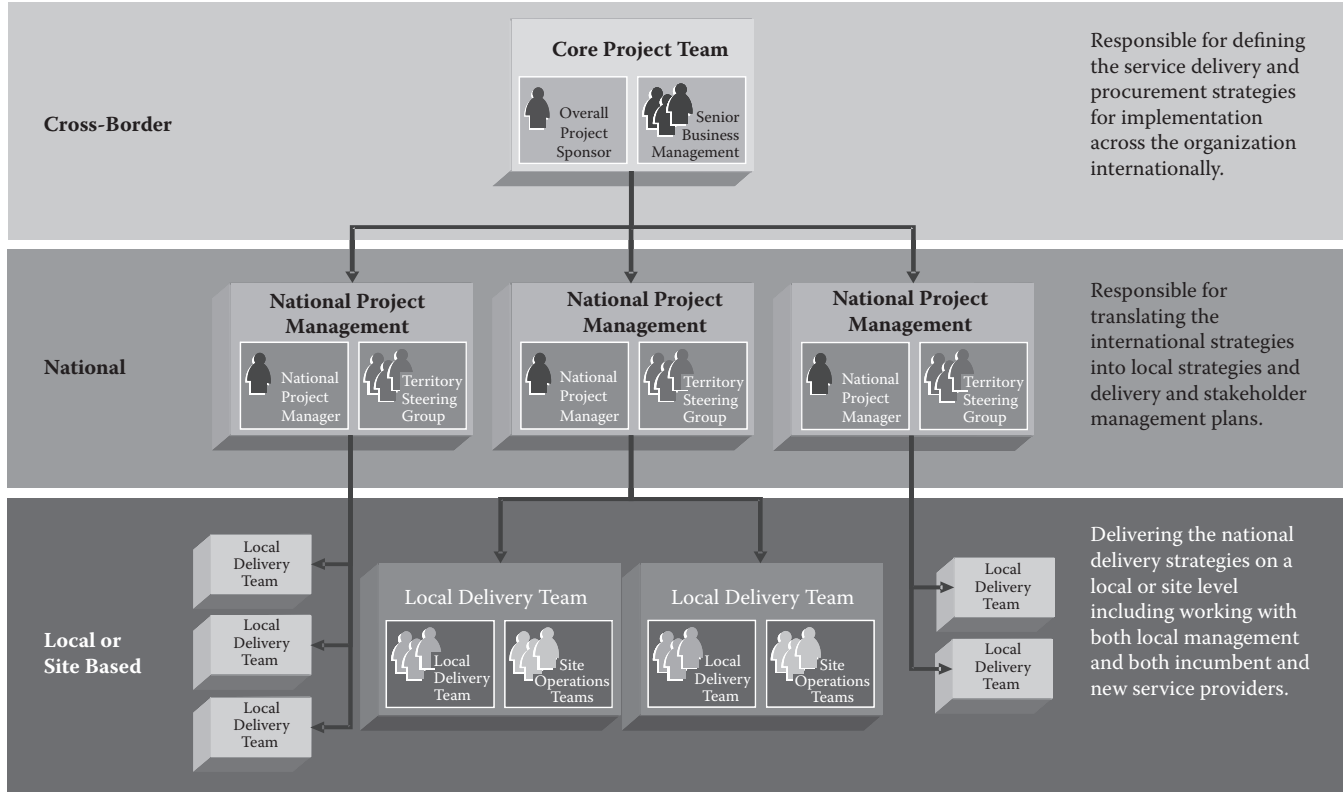 Core Project Team
Overall
Project
Sponsor
Senior
Business
Management
Cross-Border
Responsible for defining
the service delivery and
procurement strategies
for implementation
across the organization
internationally.
National Project
Management
National
Project
Manager
Territory
Steering
Group
National Project
Management
National
Project
Manager
Territory
Steering
Group
National Project
Management
National
Project
Manager
Territory
Steering
Group
National
Responsible for
translating the
international strategies
into local strategies and
delivery and stakeholder
management plans.
Local or
Site Based
Local
Delivery
Team
Local
Delivery
Team
Local
Delivery
Team
Local Delivery Team
Local
Delivery
Team
Site
Operations
Teams
Local Delivery Team
Local
Delivery
Team
Site
Operations
Teams
Local
Delivery
Team
Local
Delivery
Team
Delivering the national
delivery strategies on a
local or site level
including working with
both local management
and both incumbent and
new service providers.